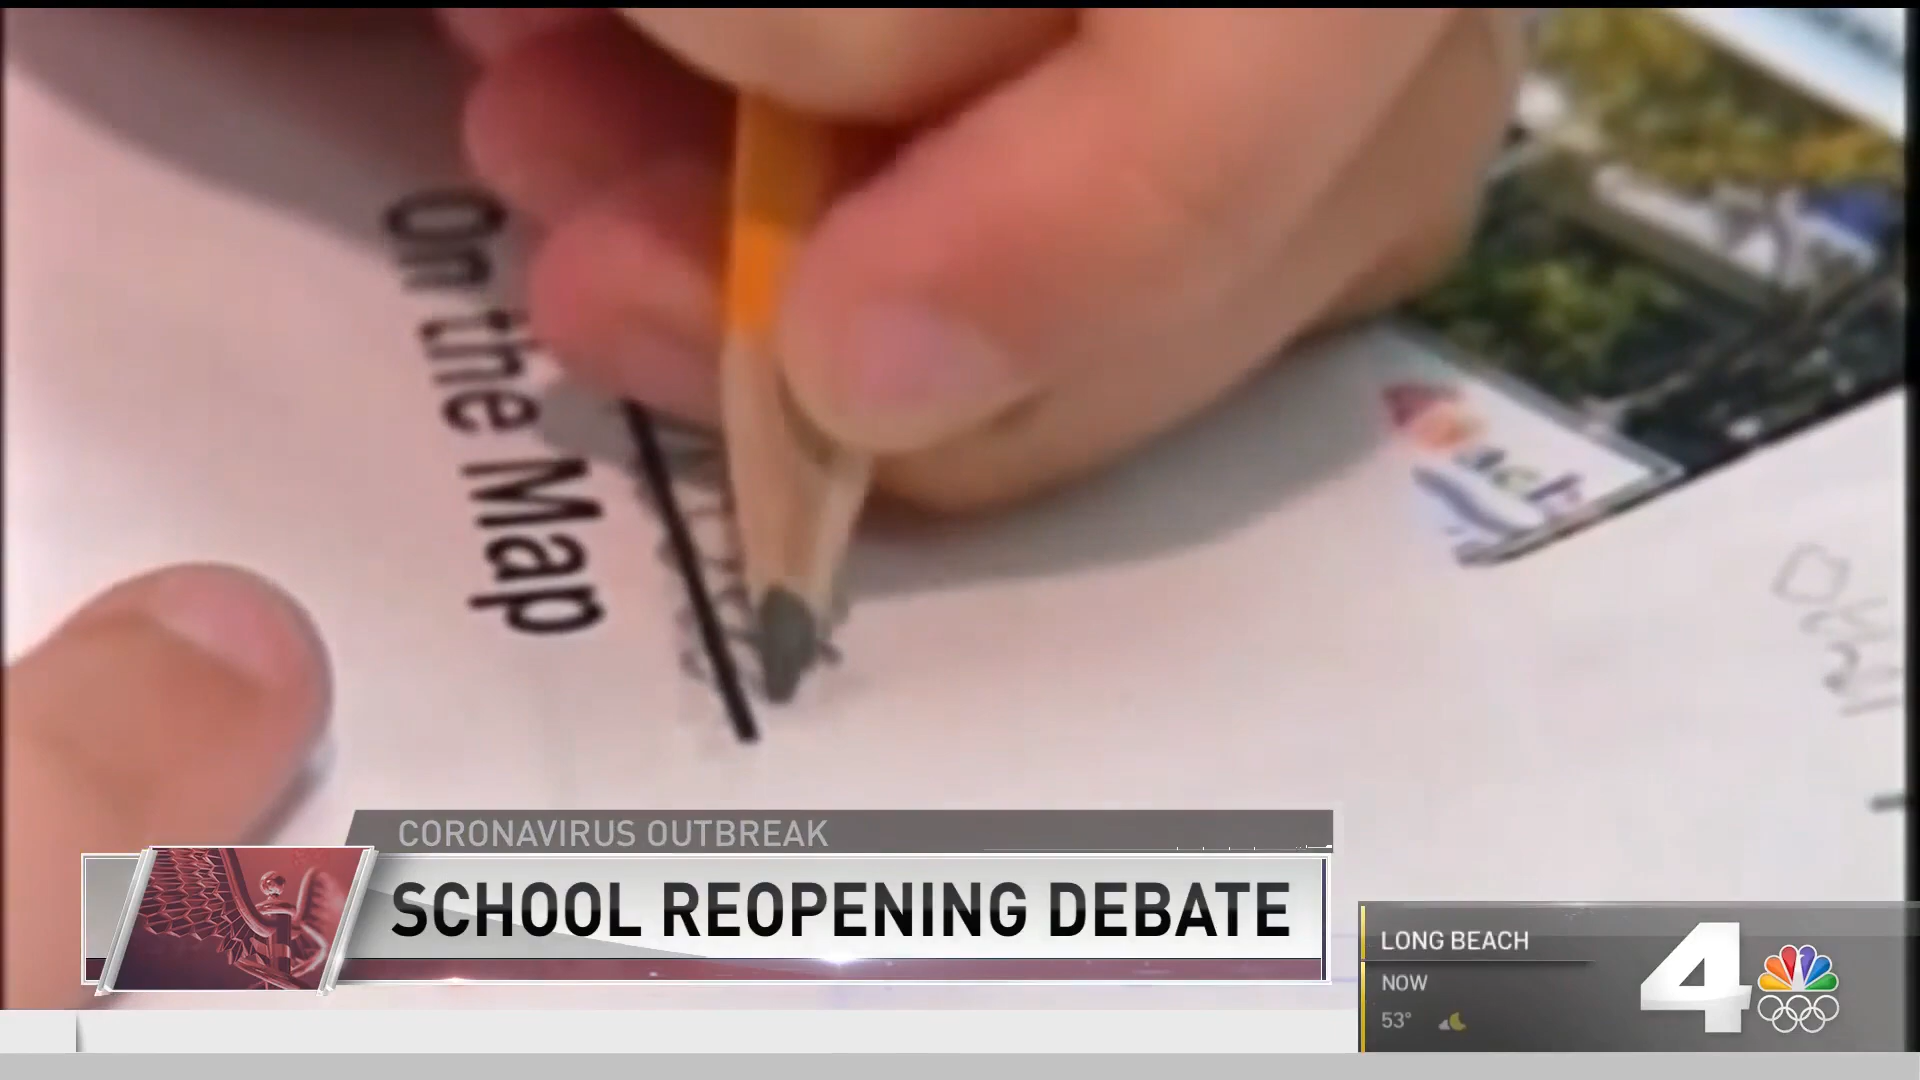 On the Map
CORONAVIRUS OUTBREAK
SCHOOL REOPENING DEBATE
LONG BEACH
NOW
53°
4